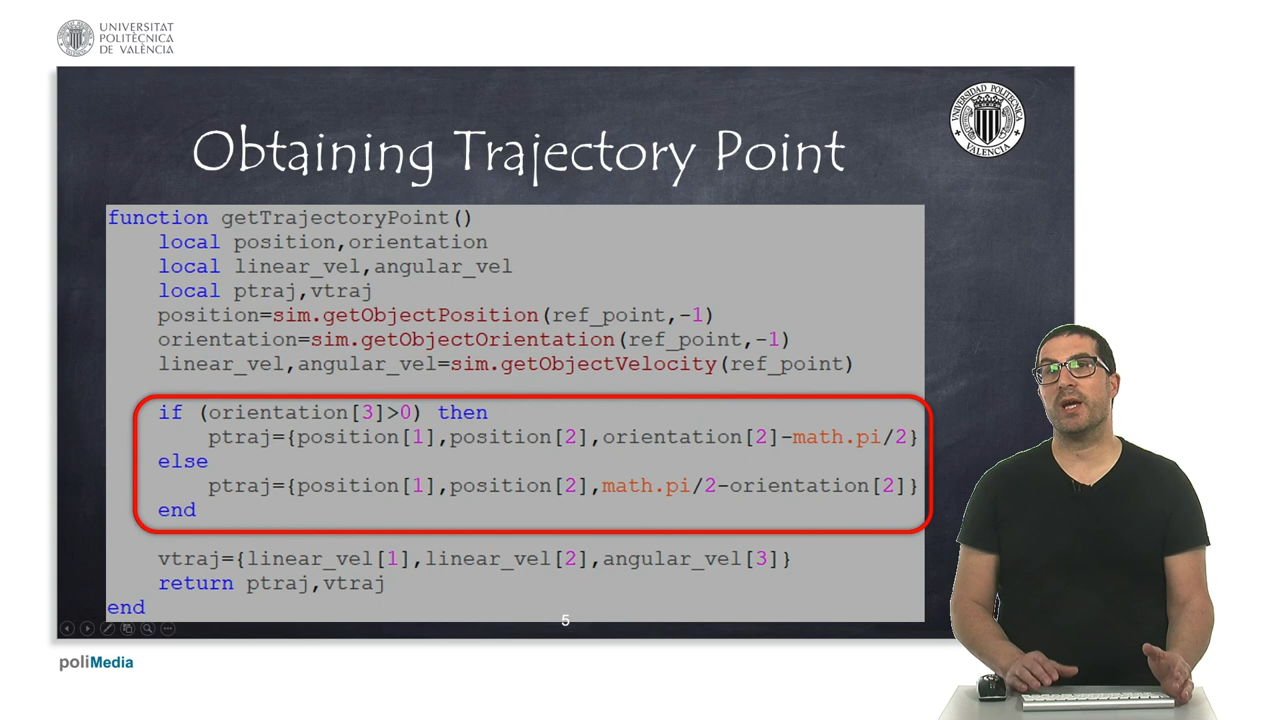 UNIVERSITAT
POLITÈCNICA
DE VALÈNCIA
UNIVERSIDAD POLITECNICA
VALENCIA
Obtaining Trajectory Point
function getTrajectoryPoint()
local position,orientation
local linear_vel,angular_vel
local ptraj,vtraj
position=sim.getObjectPosition(ref_point,-1)
orientation=sim.getObjectOrientation(ref_point,-1)
linear_vel,angular_vel=sim.getObjectVelocity(ref_point)
if (orientation[3]>0) then
ptraj={position[1],position[2],orientation[2]-math.pi/2}
else
ptraj={position[1],position[2],math.pi/2-orientation[2]}
end
vtraj={linear_vel[1],linear_vel[2],angular_vel[3]}
return ptraj,vtraj
end
5
poliMedia